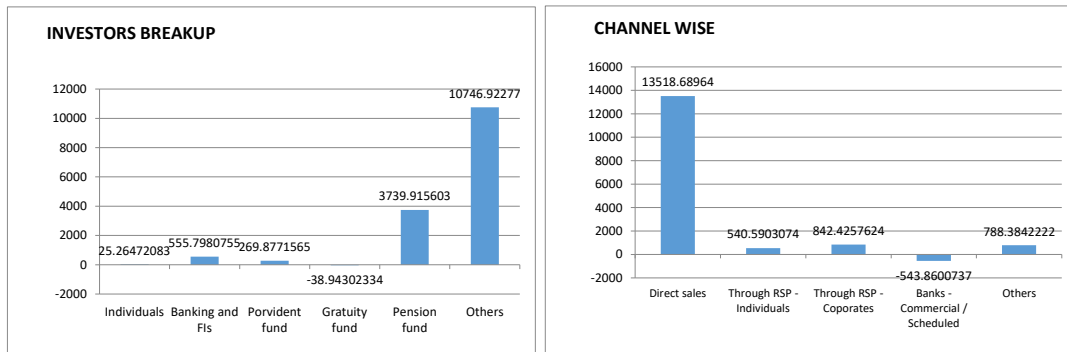 INVESTORS BREAKUP
12000
10000
8000
6000
4000
2000
0
-2000
25.26472083
555.7980755
269.8771565
-38.94302334
3739.915603
10746.92277
Individuals
Banking and
FIs
Porvident
fund
Gratuity
fund
Pension
fund
Others
CHANNEL WISE
16000
14000
12000
10000
8000
6000
4000
2000
0
-2000
13518.68964
540.5903074
842.4257624
-543.8600737
788.3842222
Direct sales
Through RSP -
Individuals
Through RSP -
Coporates
Banks -
Commercial /
Scheduled
Others